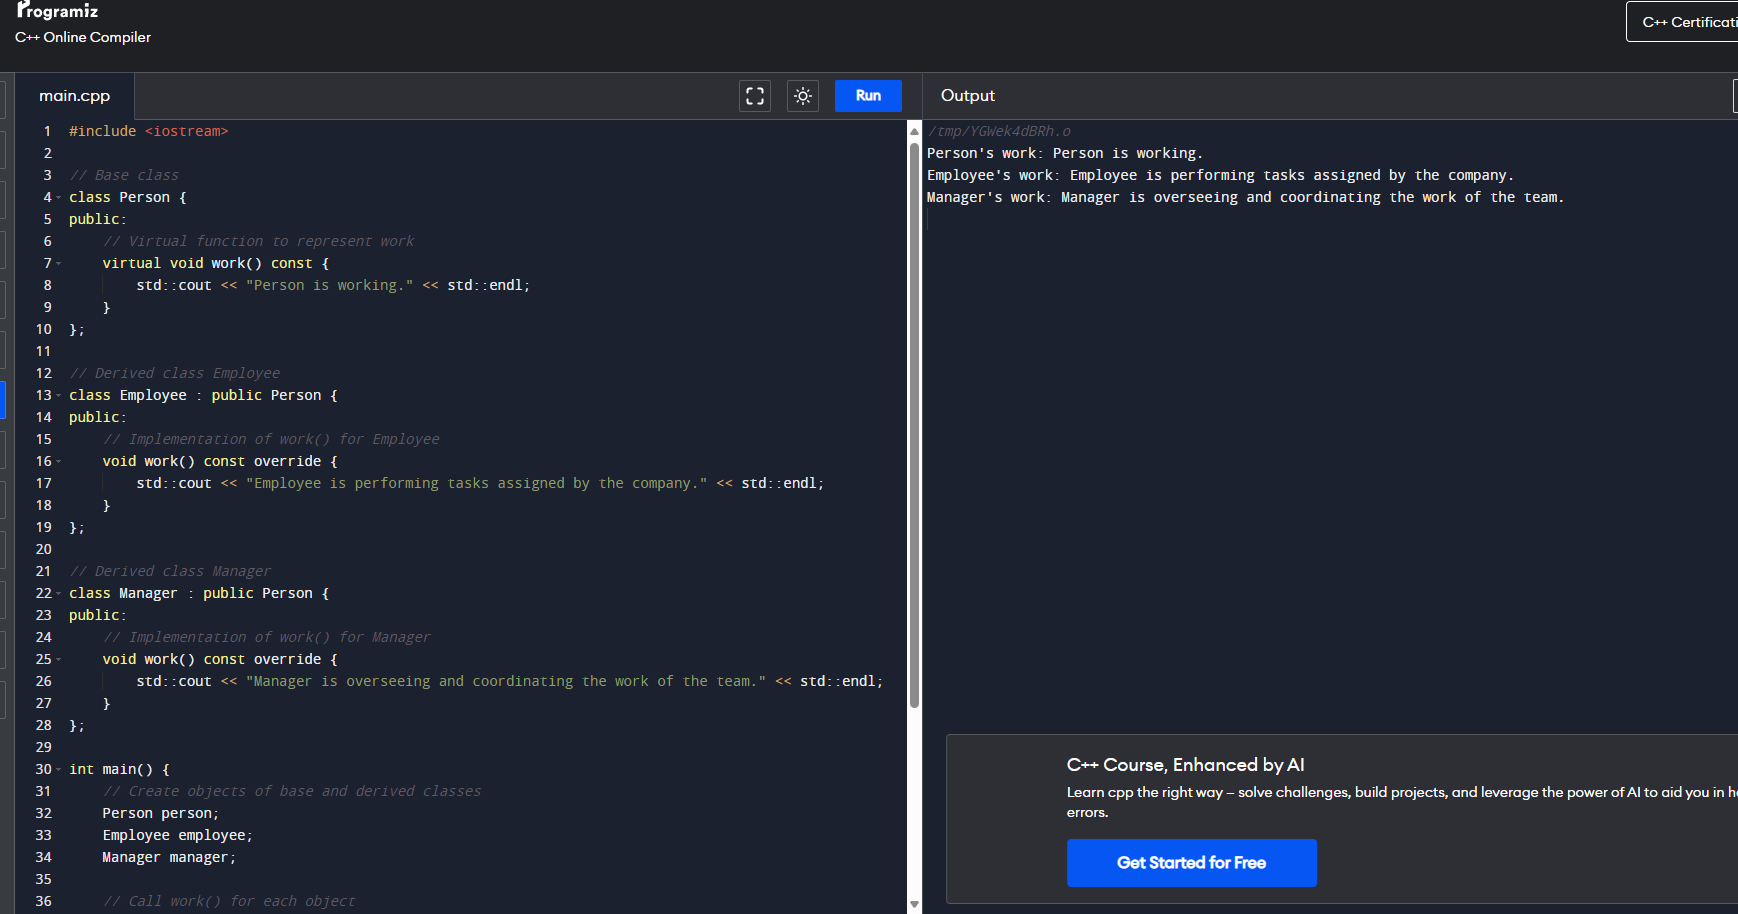 Programiz
C++ Online Compiler
C++ Certificati
main.cpp
Run
Output
1 #include <iostream>
2
3 // Base class
4 class Person {
5 public:
6     // Virtual function to represent work
7     virtual void work() const {
8         std::cout << "Person is working." << std::endl;
9     }
10 };
11
12 // Derived class Employee
13 class Employee : public Person {
14 public:
15     // Implementation of work() for Employee
16     void work() const override {
17         std::cout << "Employee is performing tasks assigned by the company." << std::endl;
18     }
19 };
20
21 // Derived class Manager
22 class Manager : public Person {
23 public:
24     // Implementation of work() for Manager
25     void work() const override {
26         std::cout << "Manager is overseeing and coordinating the work of the team." << std::endl;
27     }
28 };
29
30 int main() {
31     // Create objects of base and derived classes
32     Person person;
33     Employee employee;
34     Manager manager;
35
36     // Call work() for each object
/tmp/YGWek4dBRh.o
Person's work: Person is working.
Employee's work: Employee is performing tasks assigned by the company.
Manager's work: Manager is overseeing and coordinating the work of the team.
C++ Course, Enhanced by AI
Learn cpp the right way – solve challenges, build projects, and leverage the power of AI to aid you in h
errors.
Get Started for Free